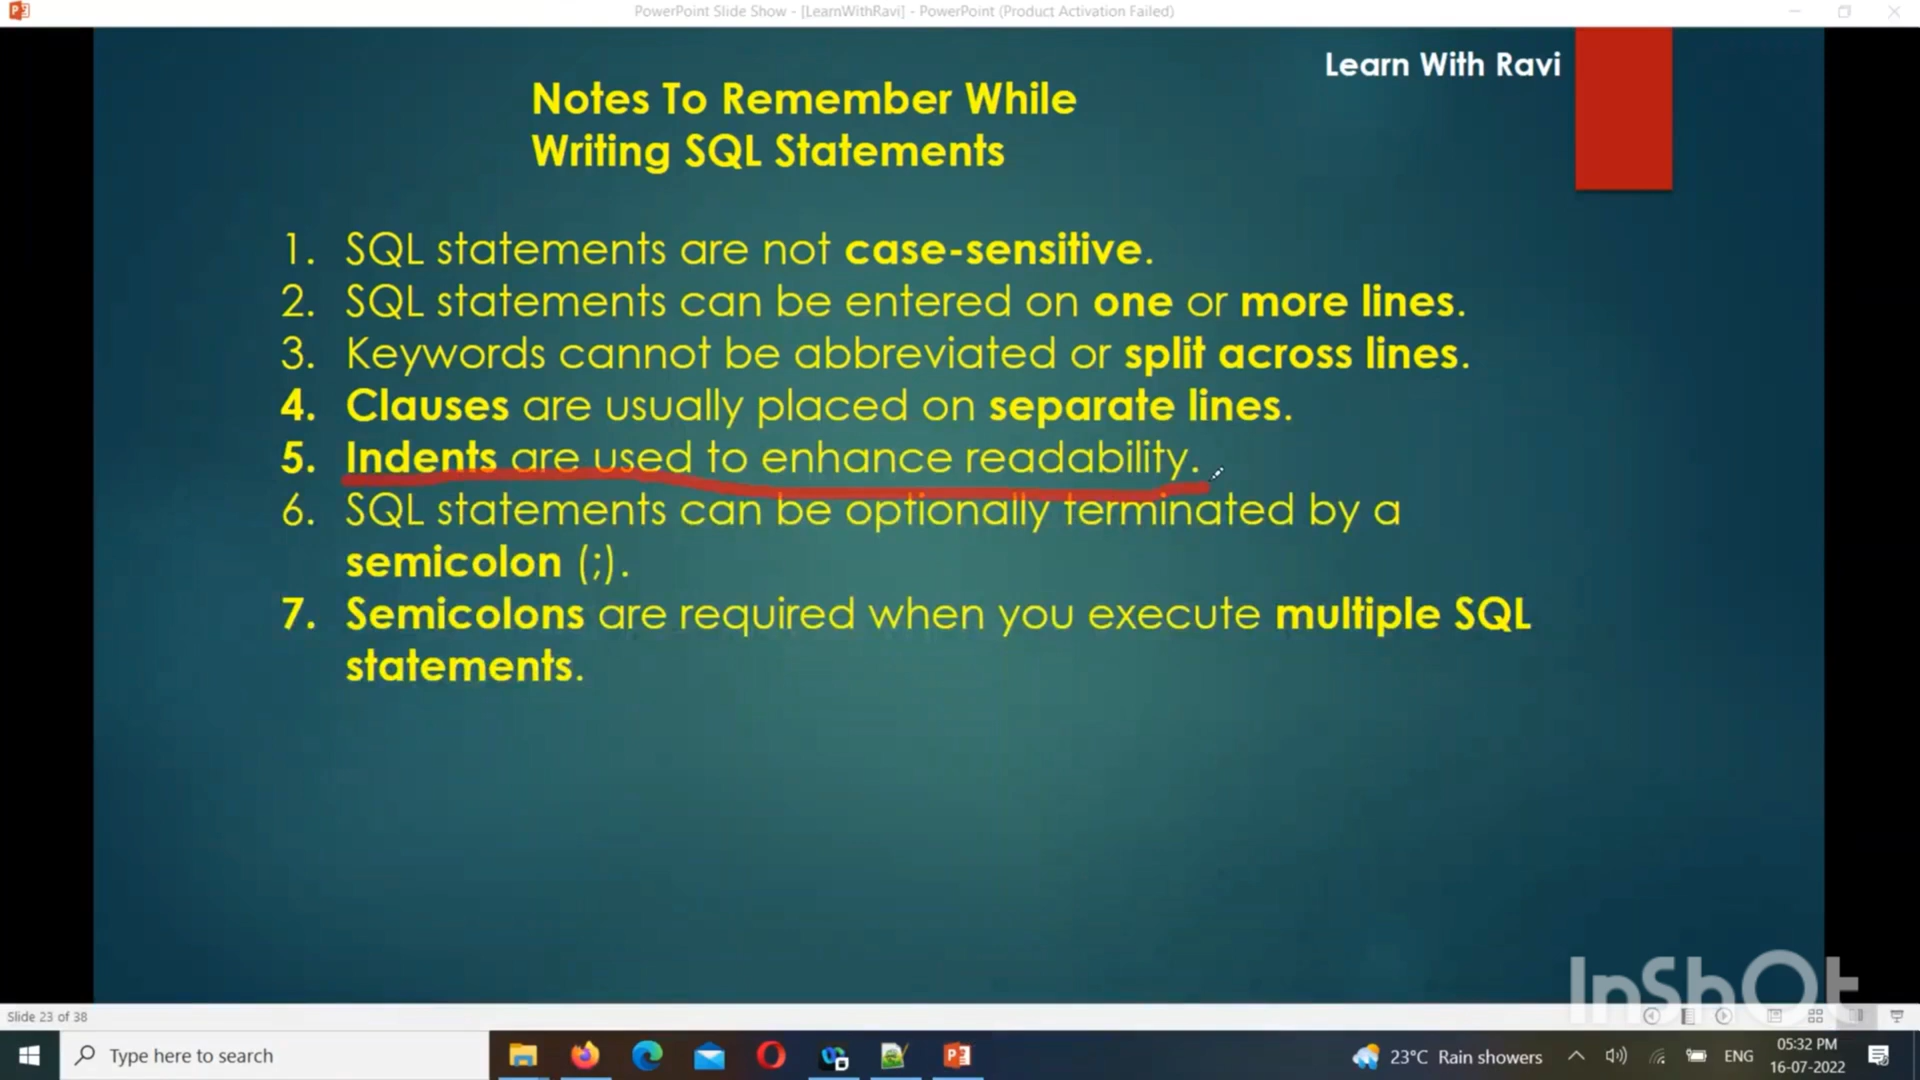 PowerPoint Slide Show - [LearnWithRavi] - PowerPoint (Product Activation Failed)
Learn With Ravi
Notes To Remember While
Writing SQL Statements
1. SQL statements are not case-sensitive.
2. SQL statements can be entered on one or more lines.
3. Keywords cannot be abbreviated or split across lines.
4. Clauses are usually placed on separate lines.
5. Indents are used to enhance readability.
6. SQL statements can be optionally terminated by a
semicolon (;).
7. Semicolons are required when you execute multiple SQL
statements.
InShOt
Slide 23 of 38
Type here to search
23°C Rain showers
ENG
05:32 PM
16-07-2022